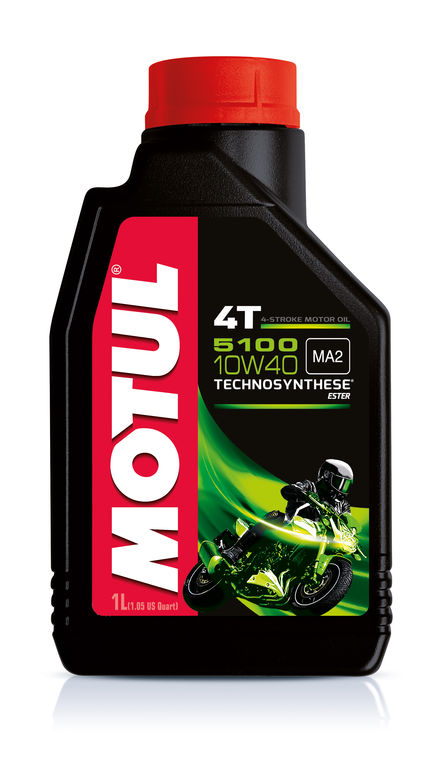 MOTUL®
4T 4-STROKE MOTOR OIL
5100
10W40 MA2
TECHNOSYNTHESE®
ESTER
1L (1.05 US Quart)